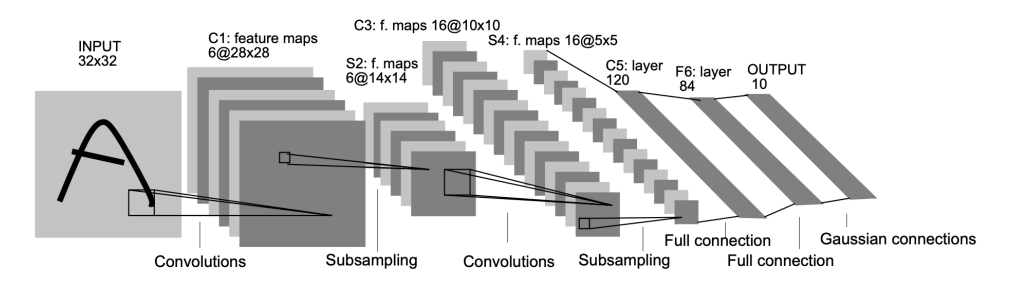 INPUT
32x32
C1: feature maps
6@28x28
S2: f. maps
6@14x14
C3: f. maps 16@10x10
S4: f. maps 16@5x5
C5: layer
120
F6: layer
84
OUTPUT
10
Convolutions
Subsampling
Convolutions
Subsampling
Full connection
Full connection
Gaussian connections